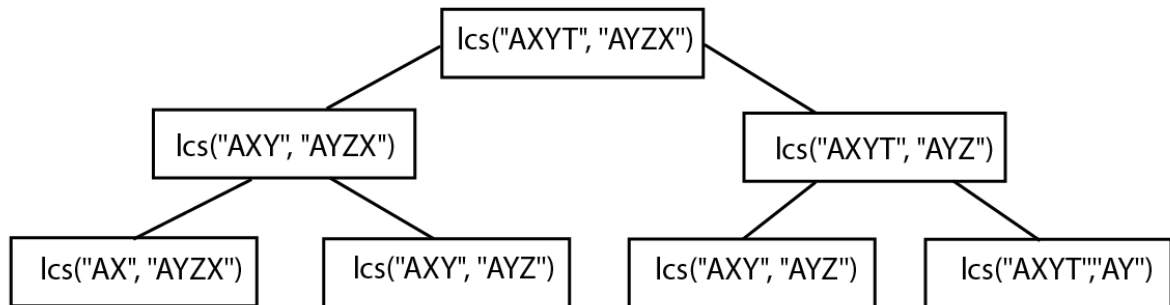 lcs("AXYT", "AYZX")
lcs("AXY", "AYZX")
lcs("AXYT", "AYZ")
lcs("AX", "AYZX")
lcs("AXY", "AYZ")
lcs("AXY", "AYZ")
lcs("AXYT","AY")